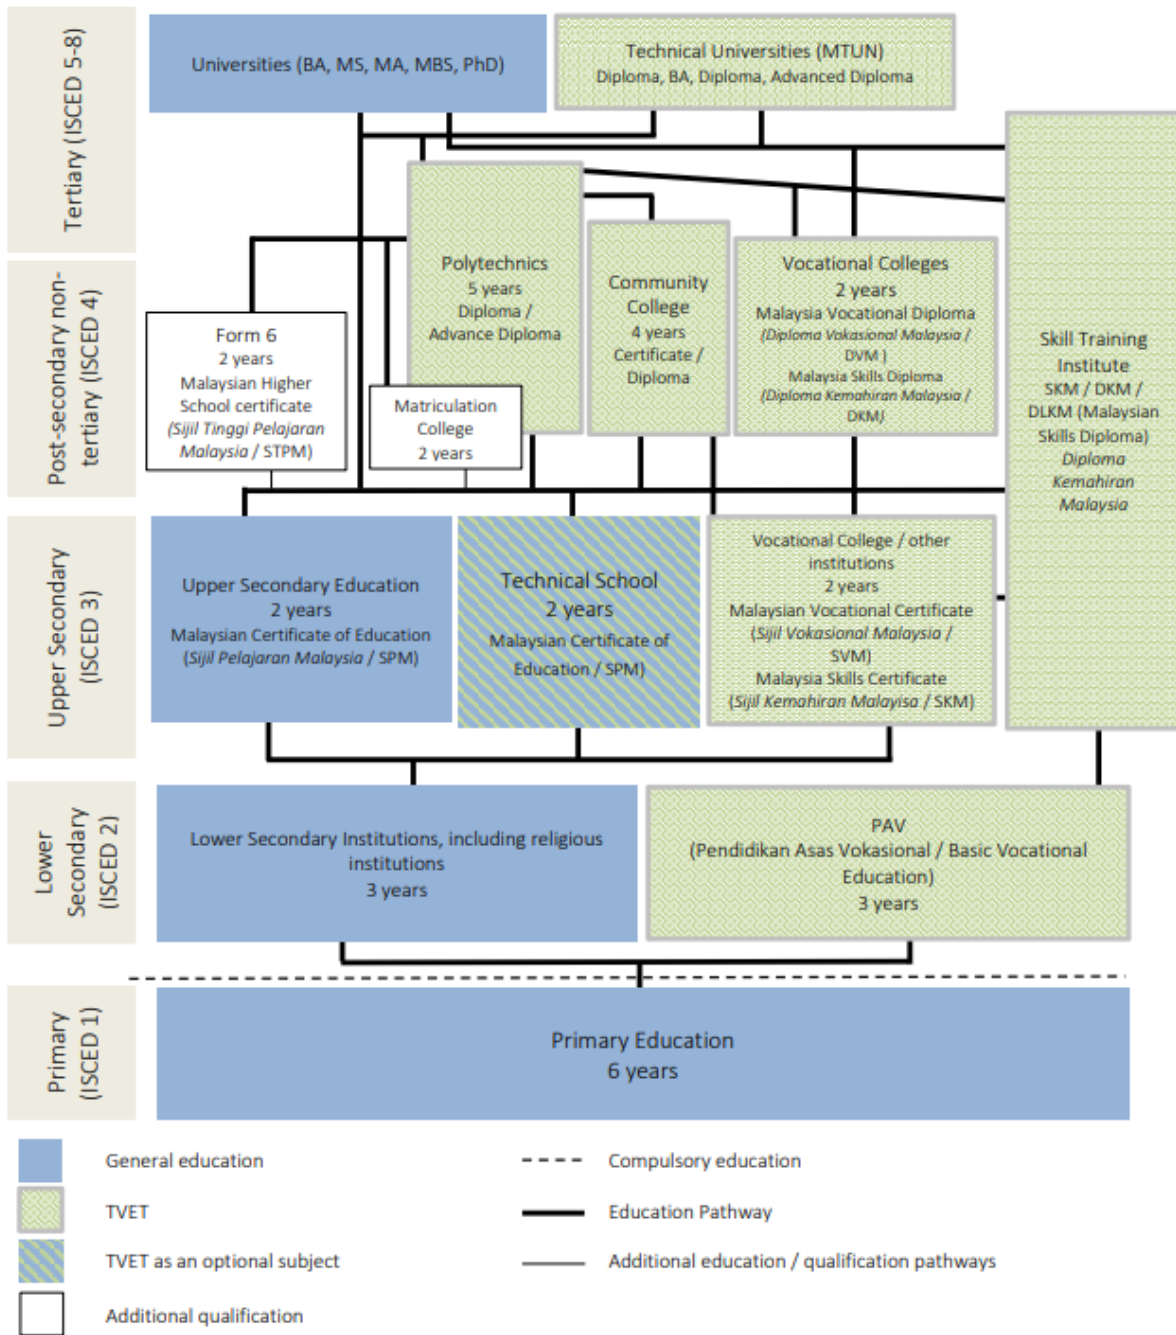 Tertiary (ISCED 5-8)
Universities (BA, MS, MA, MBS, PhD)
Technical Universities (MTUN)
Diploma, BA, Diploma, Advanced Diploma
Post-secondary non-
tertiary (ISCED 4)
Polytechnics
5 years
Diploma /
Advance Diploma
Community
College
4 years
Certificate /
Diploma
Vocational Colleges
2 years
Malaysia Vocational Diploma
(Diploma Vokasional Malaysia /
DVM )
Malaysia Skills Diploma
(Diploma Kemahiran Malaysia /
DKM)
Skill Training
Institute
SKM / DKM /
DLKM (Malaysian
Skills Diploma)
Diploma
Kemahiran
Malaysia
Form 6
2 years
Malaysian Higher
School certificate
(Sijil Tinggi Pelajaran
Malaysia / STPM)
Matriculation
College
2 years
Upper Secondary
(ISCED 3)
Upper Secondary Education
2 years
Malaysian Certificate of Education
(Sijil Pelajaran Malaysia / SPM)
Technical School
2 years
Malaysian Certificate of
Education / SPM)
Vocational College / other
institutions
2 years
Malaysian Vocational Certificate
(Sijil Vokasional Malaysia /
SVM)
Malaysia Skills Certificate
(Sijil Kemahiran Malayisa / SKM)
Lower
Secondary
(ISCED 2)
Lower Secondary Institutions, including religious
institutions
3 years
PAV
(Pendidikan Asas Vokasional / Basic Vocational
Education)
3 years
Primary
(ISCED 1)
Primary Education
6 years
General education
Compulsory education
TVET
Education Pathway
TVET as an optional subject
Additional education / qualification pathways
Additional qualification